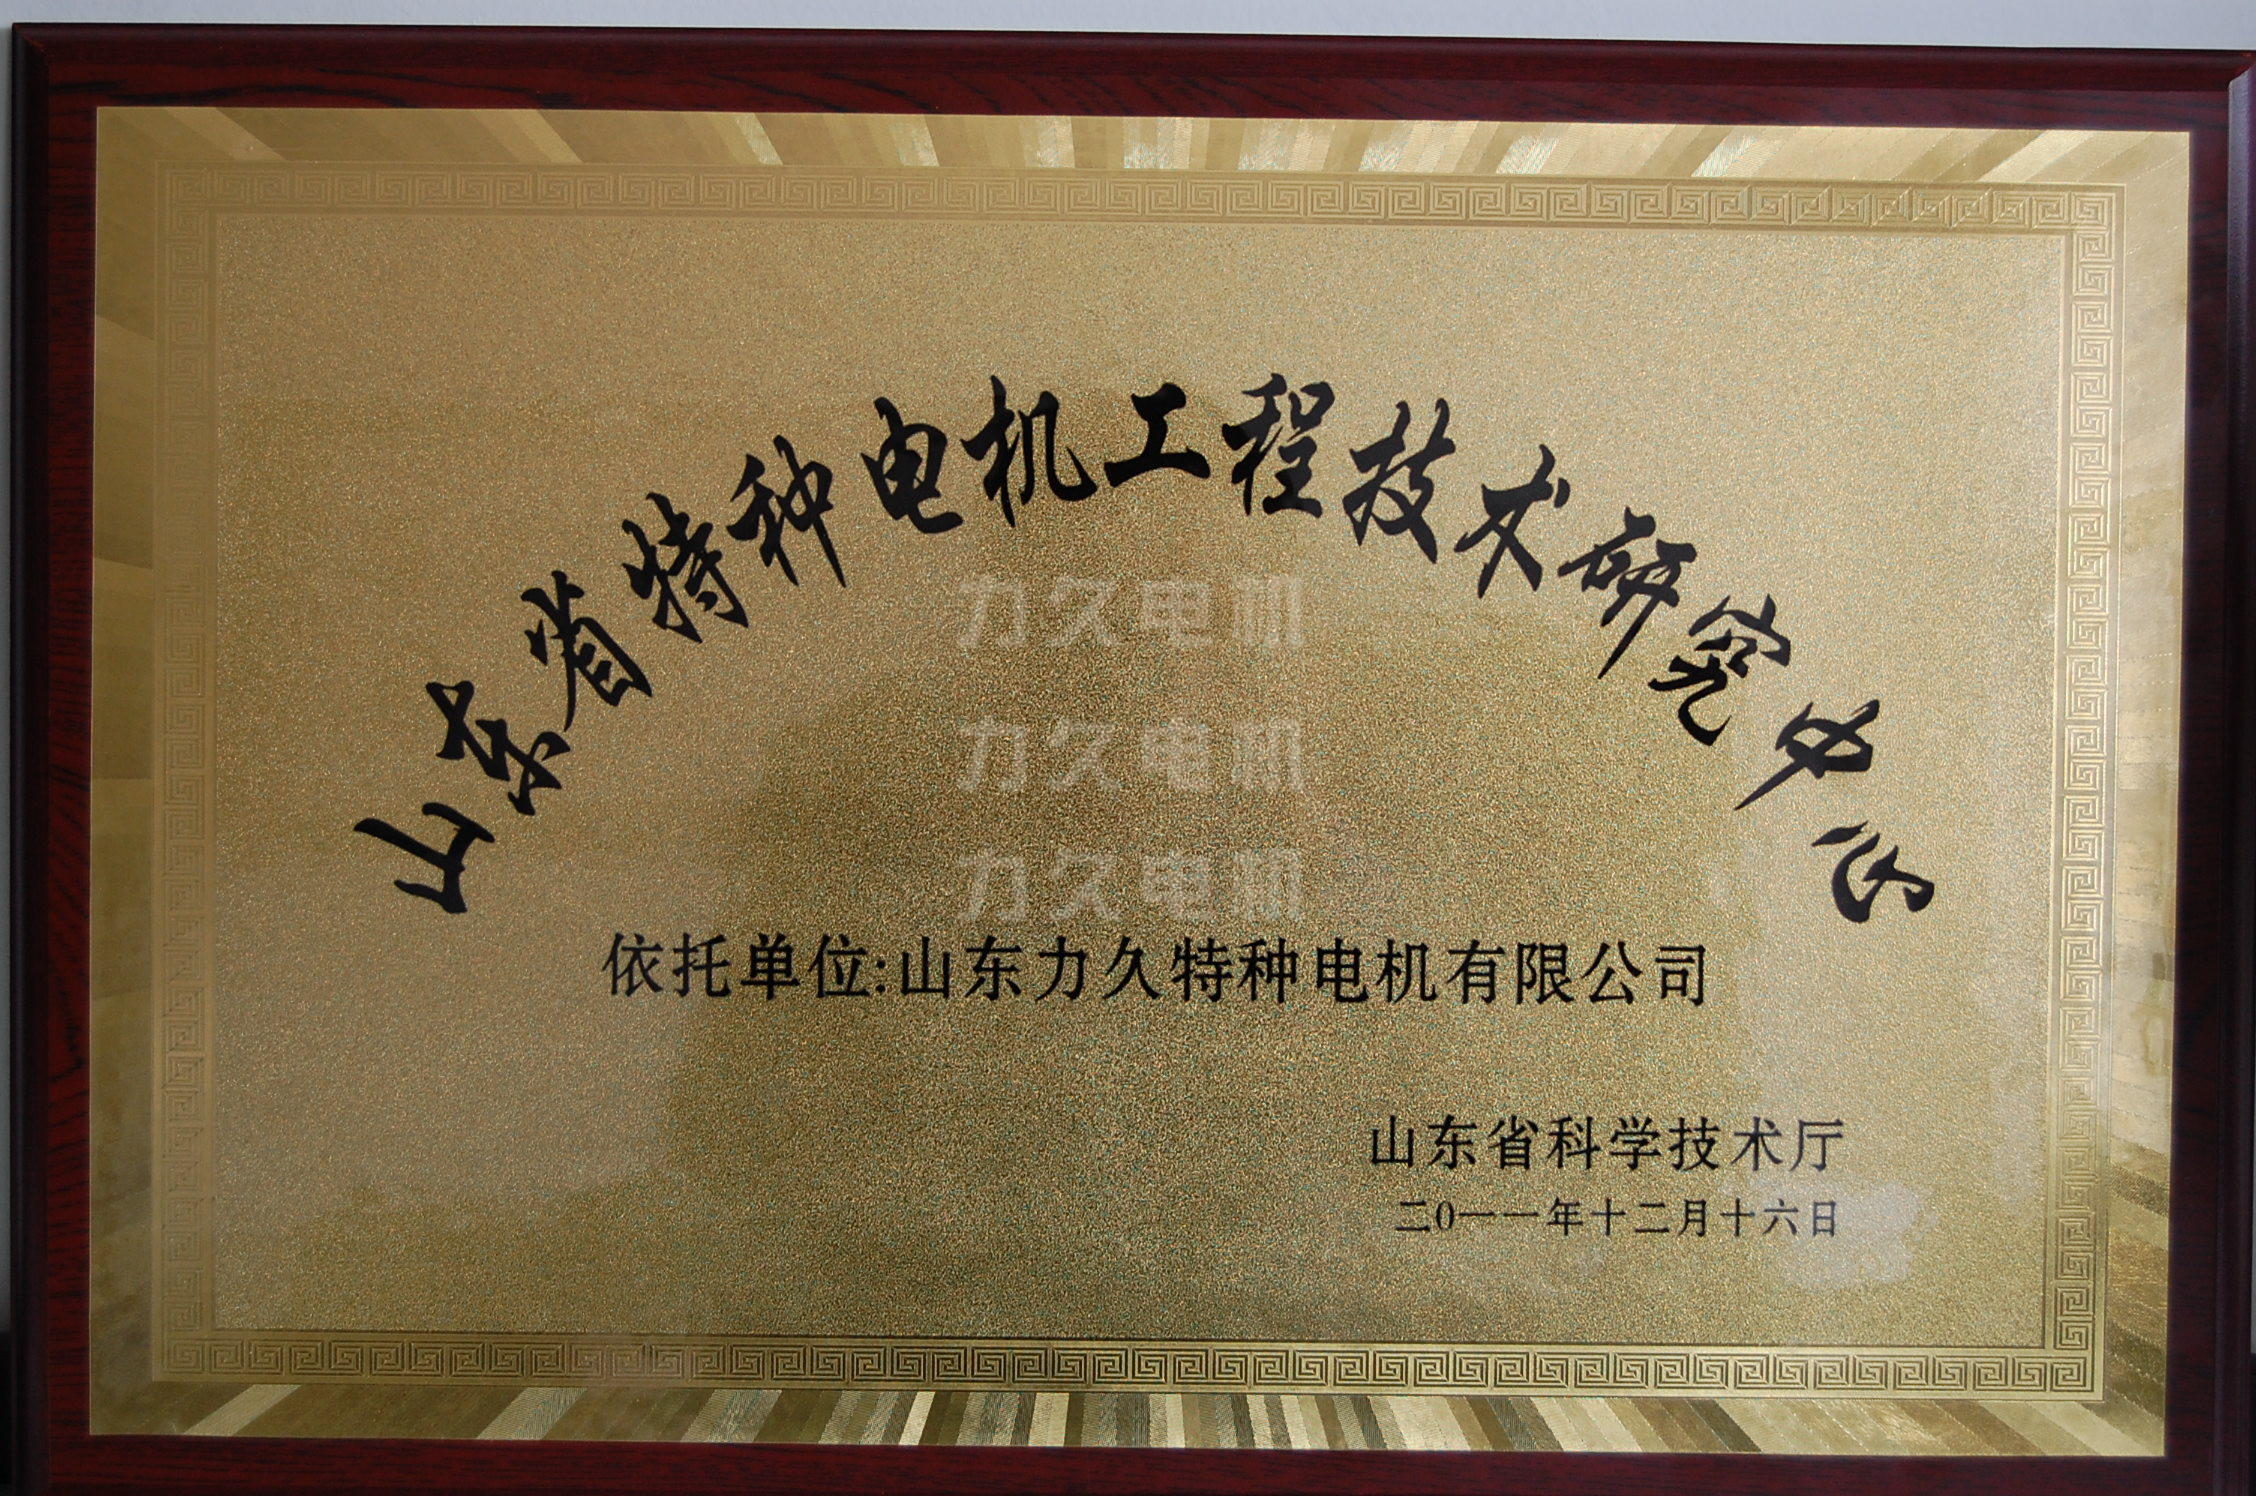 山东省特种电机工程技术研究中心
力久电机
力久电机
力久电机
依托单位:山东力久特种电机有限公司
山东省科学技术厅
二0一一年十二月十六日